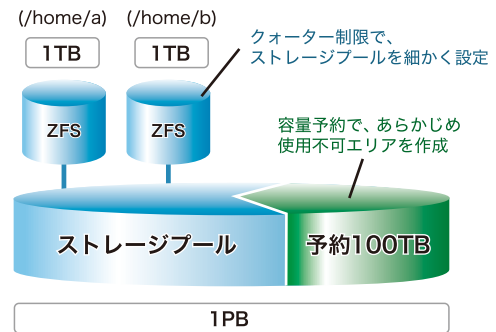 (/home/a) (/home/b)
1TB 1TB
クォーター制限で、
ストレージプールを細かく設定
ZFS ZFS
容量予約で、あらかじめ
使用不可エリアを作成
ストレージプール 予約100TB
1PB